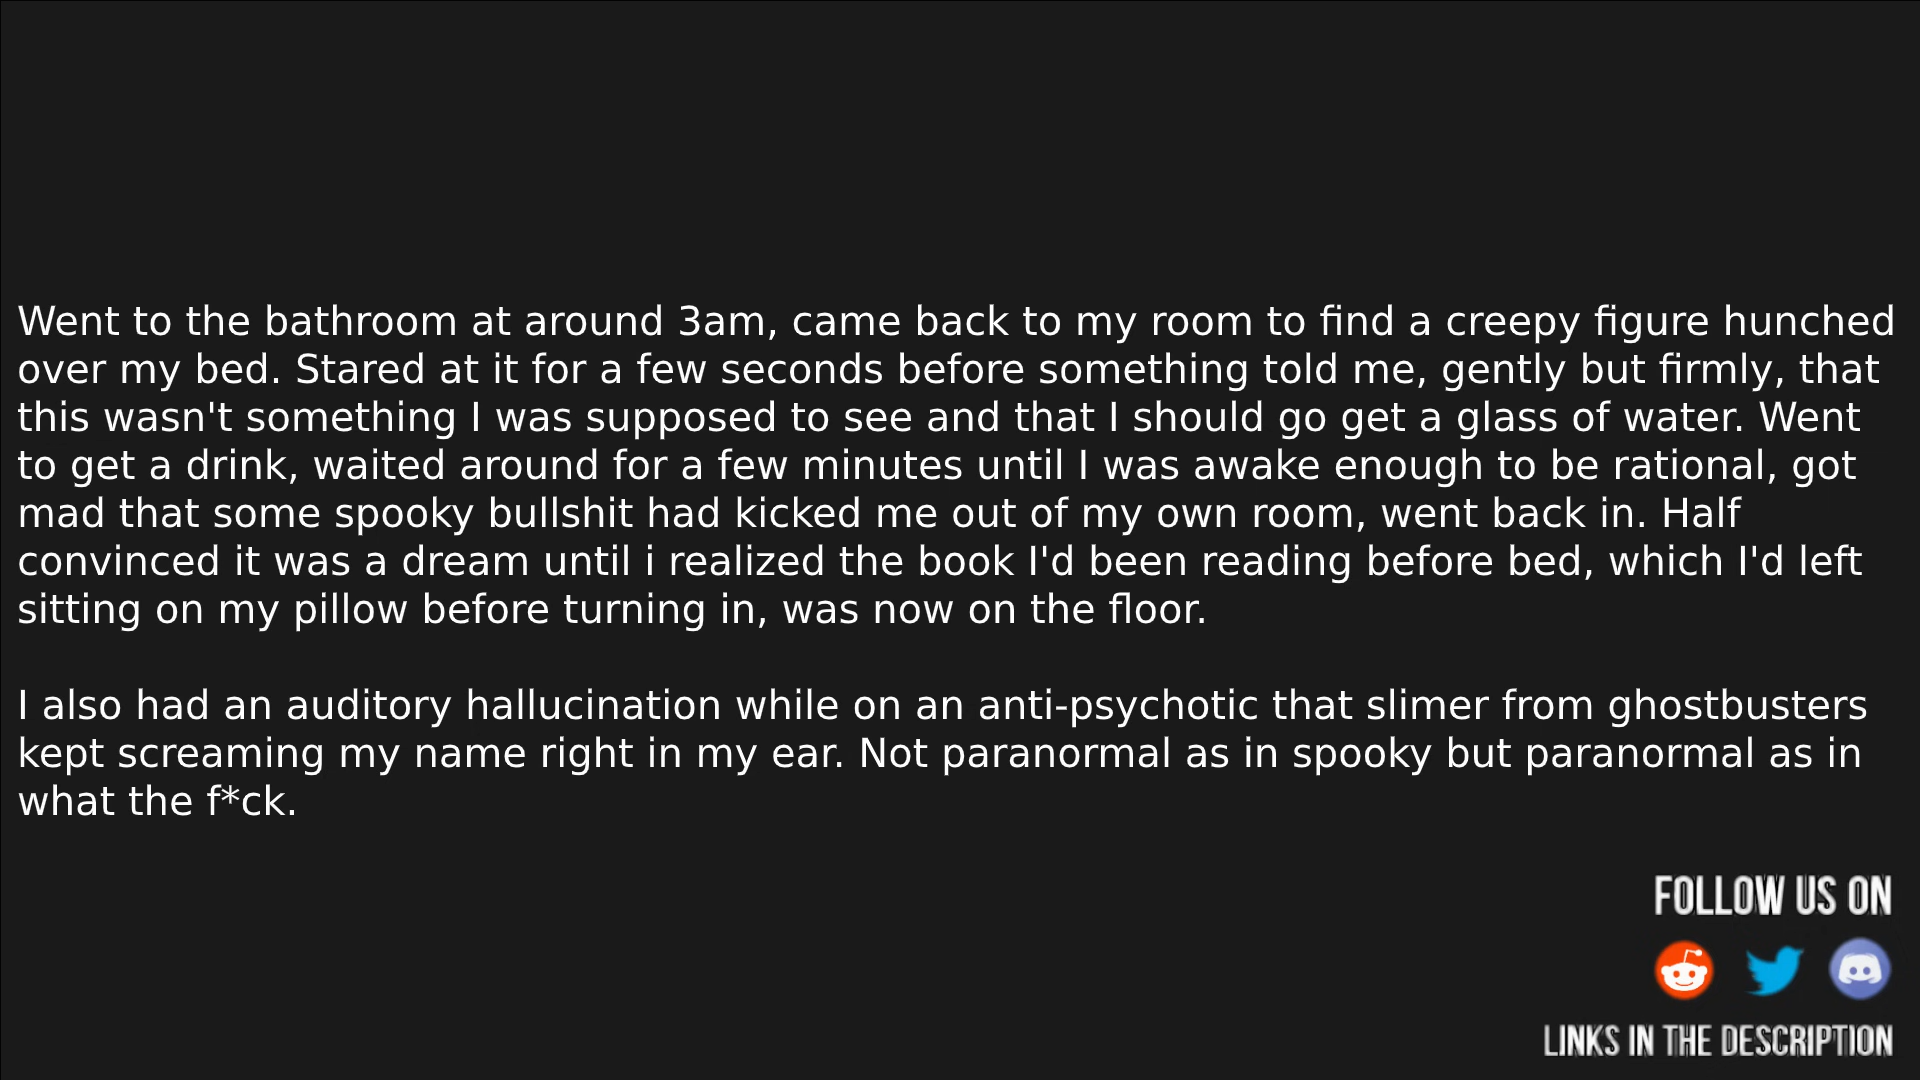 Went to the bathroom at around 3am, came back to my room to find a creepy figure hunched
over my bed. Stared at it for a few seconds before something told me, gently but firmly, that
this wasn't something I was supposed to see and that I should go get a glass of water. Went
to get a drink, waited around for a few minutes until I was awake enough to be rational, got
mad that some spooky bullshit had kicked me out of my own room, went back in. Half
convinced it was a dream until i realized the book I'd been reading before bed, which I'd left
sitting on my pillow before turning in, was now on the floor.
I also had an auditory hallucination while on an anti-psychotic that slimer from ghostbusters
kept screaming my name right in my ear. Not paranormal as in spooky but paranormal as in
what the f*ck.
FOLLOW US ON
LINKS IN THE DESCRIPTION